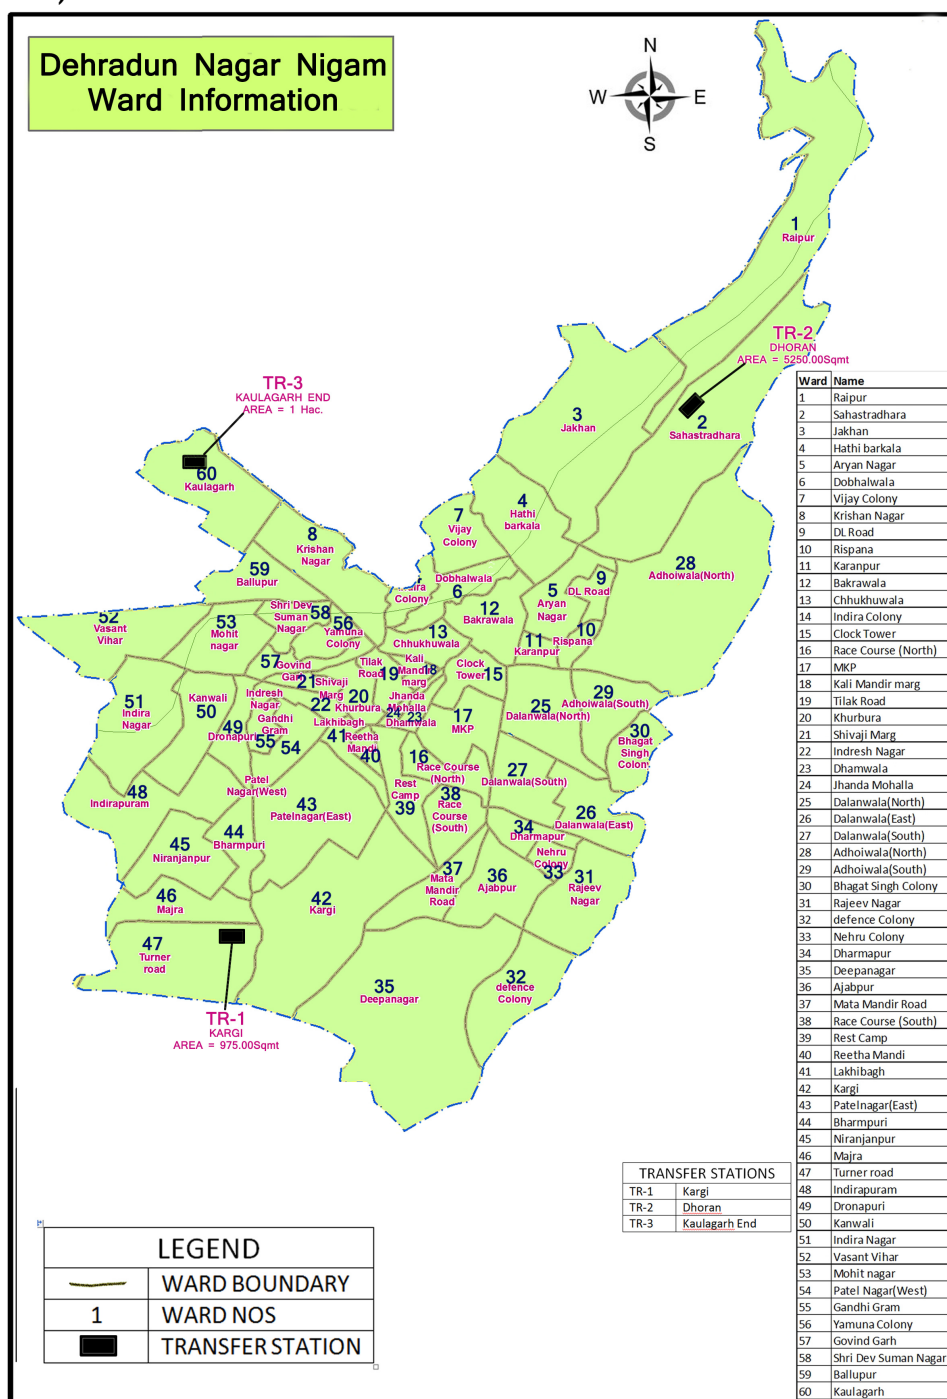 Dehradun Nagar Nigam
Ward Information
N
W E
S
1
Raipur
TR-2
DHORAN
AREA = 5250.00Sqmt
TR-3
KAULAGARH END
AREA = 1 Hac.
3
Jakhan
2
Sahastradhara
60
Kaulagarh
4
Hathi
barkala
7
Vijay
Colony
8
Krishan
Nagar
59
Ballupur
28
Adhoiwala(North)
Dobhalwala
6
Colony
5
Aryan
Nagar
9
DL Road
12
Bakrawala
52
Vasant
Vihar
53
Mohit
nagar
Shri Dev
Suman
Nagar
58
56
Yamuna
Colony
13
Chhukhuwala
11
Karanpur
10
Rispana
57
Govind
Garh
21
Shivaji
Marg
Tilak
Road
19
Kali
Mandir
marg
18
Clock
Tower
15
51
Indira
Nagar
Kanwali
50
Indresh
Nagar
22
Lakhibagh
20
Khurbura
Jhanda
Mohalla
24
23
Dhamwala
17
MKP
25
Dalanwala(North)
29
Adhoiwala(South)
30
Bhagat
Singh
Colon
49
Dronapuri
Gandhi
Gram
55
54
41
Reetha
Mandi
40
16
Race Course
(North)
27
Dalanwala(South)
48
Indirapuram
Patel
Nagar(West)
43
Patelnagar(East)
Rest
Camp
39
38
Race
Course
(South)
26
Dalanwala(East)
34
Dharmapur
45
Niranjanpur
44
Bharmpuri
Nehru
Colony
33
31
Rajeev
Nagar
46
Majra
42
Kargi
37
Mata
Mandir
Road
36
Ajabpur
47
Turner
road
35
Deepanagar
32
defence
Colony
TR-1
KARGI
AREA = 975.00Sqmt
Ward Name
1 Raipur
2 Sahastradhara
3 Jakhan
4 Hathi barkala
5 Aryan Nagar
6 Dobhalwala
7 Vijay Colony
8 Krishan Nagar
9 DL Road
10 Rispana
11 Karanpur
12 Bakrawala
13 Chhukhuwala
14 Indira Colony
15 Clock Tower
16 Race Course (North)
17 MKP
18 Kali Mandir marg
19 Tilak Road
20 Khurbura
21 Shivaji Marg
22 Indresh Nagar
23 Dhamwala
24 Jhanda Mohalla
25 Dalanwala(North)
26 Dalanwala(East)
27 Dalanwala(South)
28 Adhoiwala(North)
29 Adhoiwala(South)
30 Bhagat Singh Colony
31 Rajeev Nagar
32 defence Colony
33 Nehru Colony
34 Dharmapur
35 Deepanagar
36 Ajabpur
37 Mata Mandir Road
38 Race Course (South)
39 Rest Camp
40 Reetha Mandi
41 Lakhibagh
42 Kargi
43 Patelnagar(East)
44 Bharmpuri
45 Niranjanpur
46 Majra
47 Turner road
48 Indirapuram
49 Dronapuri
50 Kanwali
51 Indira Nagar
52 Vasant Vihar
53 Mohit nagar
54 Patel Nagar(West)
55 Gandhi Gram
56 Yamuna Colony
57 Govind Garh
58 Shri Dev Suman Nagar
59 Ballupur
60 Kaulagarh
TRANSFER STATIONS
TR-1 Kargi
TR-2 Dhoran
TR-3 Kaulagarh End
LEGEND
WARD BOUNDARY
1 WARD NOS
TRANSFER STATION